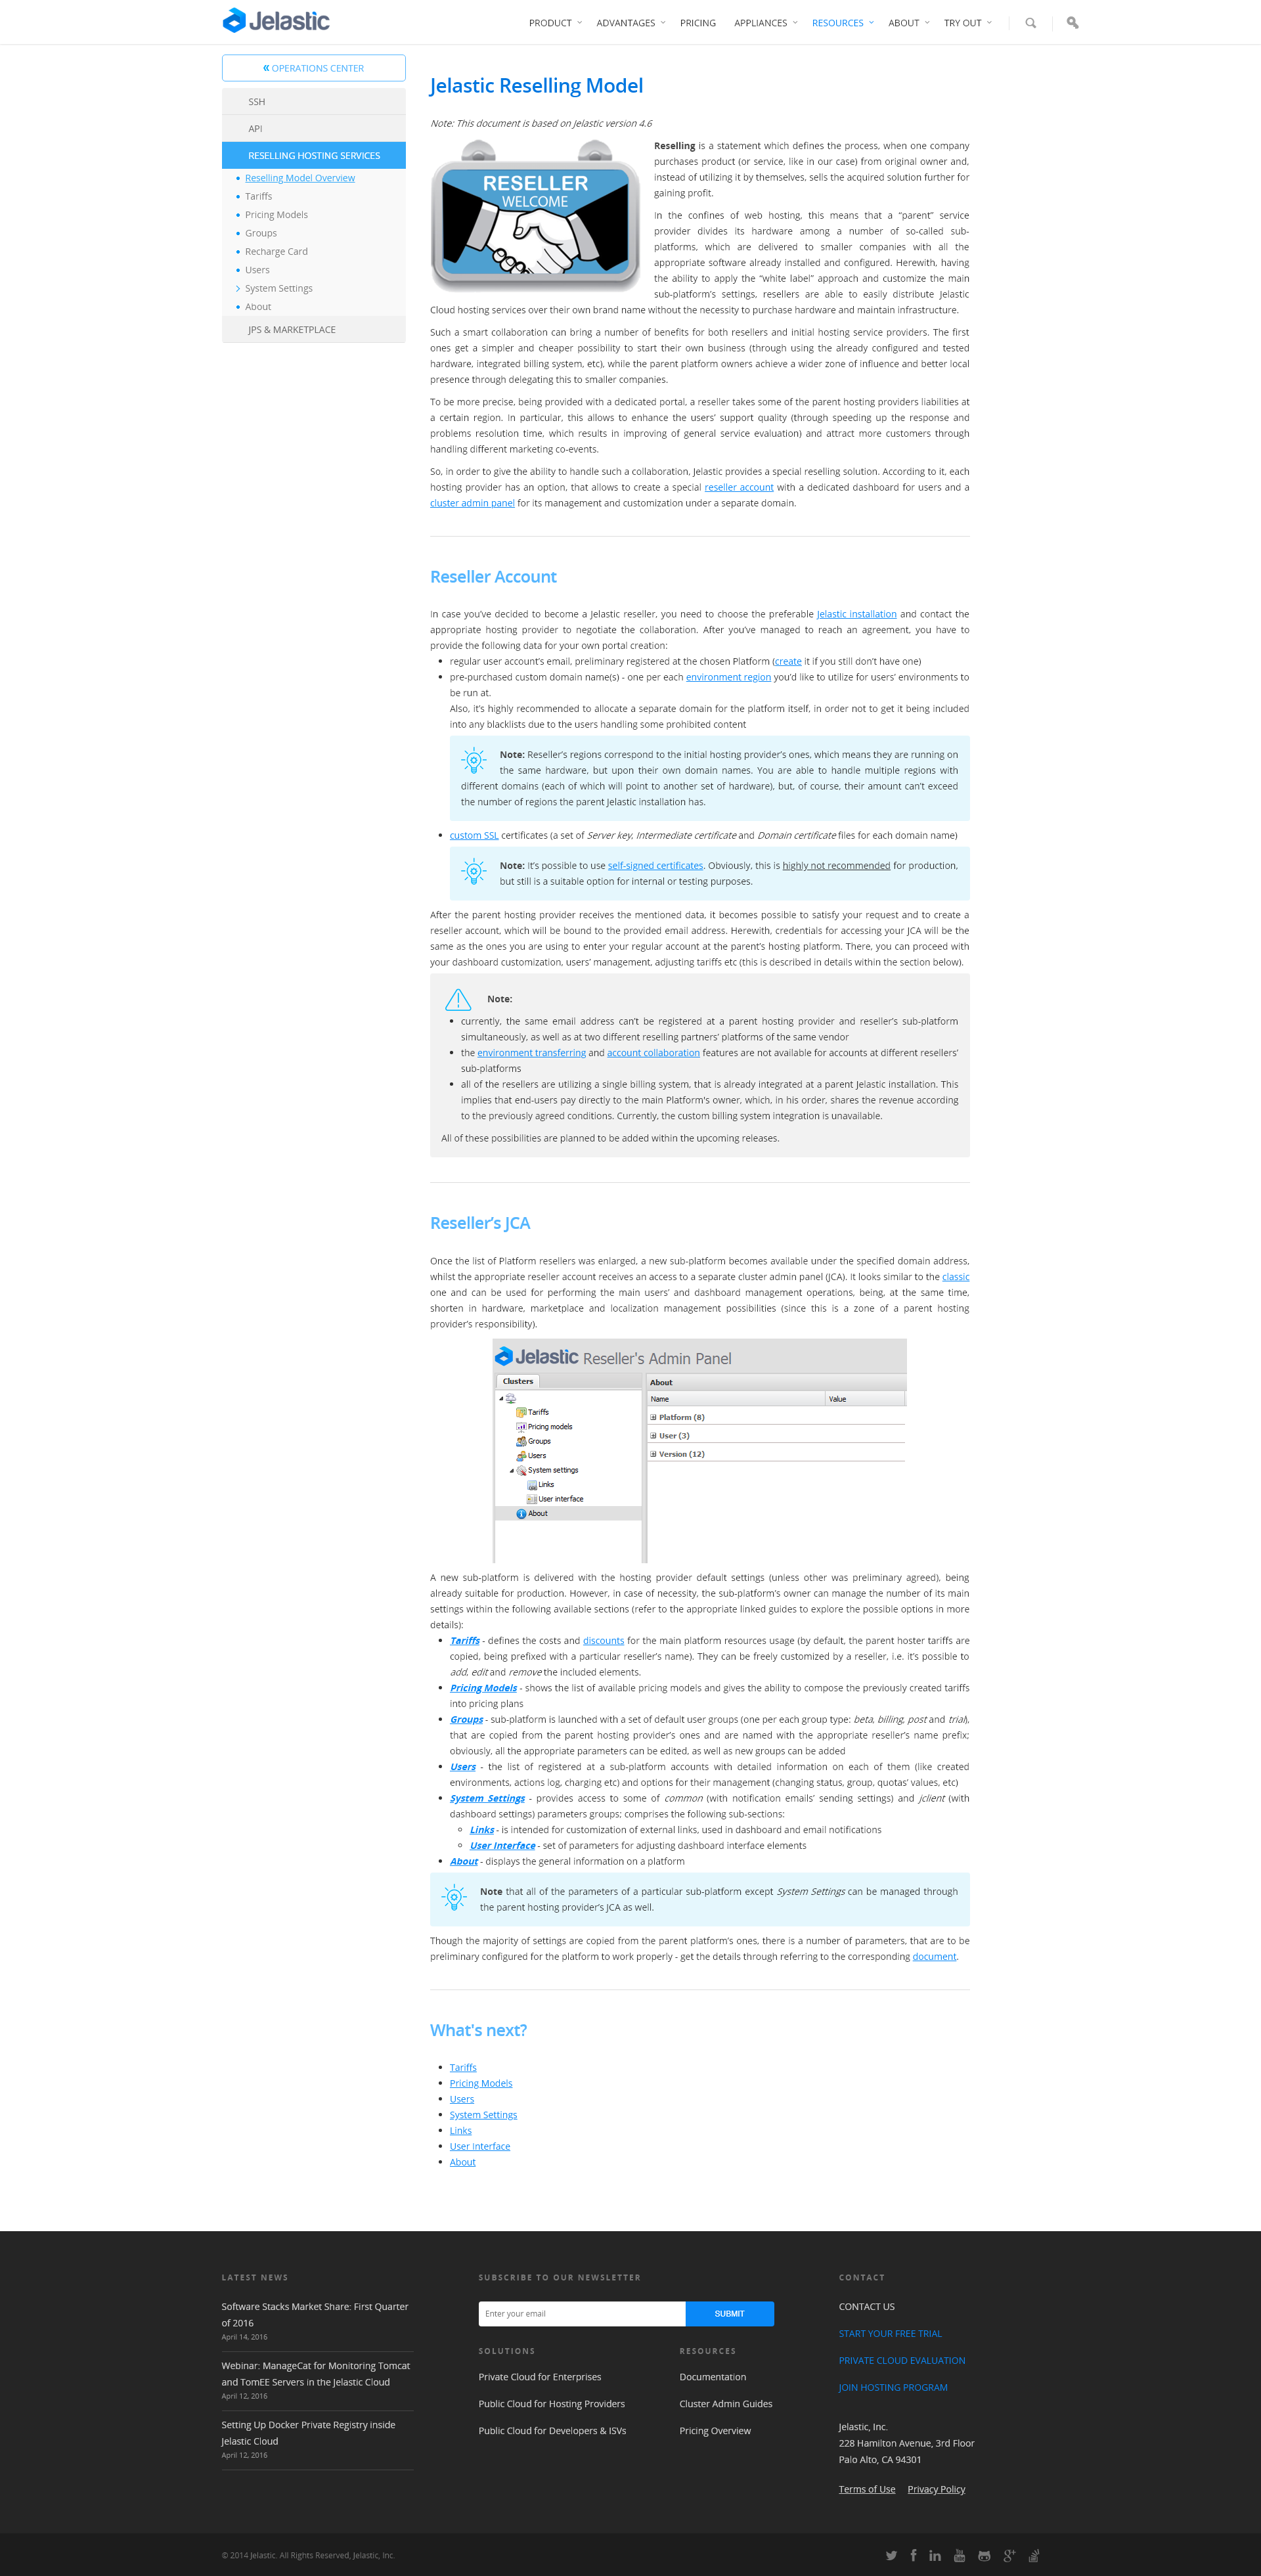 Jelastic
PRODUCT
ADVANTAGES
PRICING
APPLIANCES
RESOURCES
ABOUT
TRY OUT
« OPERATIONS CENTER
SSH
API
RESELLING HOSTING SERVICES
Reselling Model Overview
Tariffs
Pricing Models
Groups
Recharge Card
Users
System Settings
About
JPS & MARKETPLACE
Jelastic Reselling Model
Note: This document is based on Jelastic version 4.6
RESELLER
WELCOME
Reselling is a statement which defines the process, when one company
purchases product (or service, like in our case) from original owner and,
instead of utilizing it by themselves, sells the acquired solution further for
gaining profit.
In the confines of web hosting, this means that a “parent” service
provider divides its hardware among a number of so-called sub-
platforms, which are delivered to smaller companies with all the
appropriate software already installed and configured. Herewith, having
the ability to apply the “white label” approach and customize the main
sub-platform’s settings, resellers are able to easily distribute Jelastic
Cloud hosting services over their own brand name without the necessity to purchase hardware and maintain infrastructure.
Such a smart collaboration can bring a number of benefits for both resellers and initial hosting service providers. The first
ones get a simpler and cheaper possibility to start their own business (through using the already configured and tested
hardware, integrated billing system, etc), while the parent platform owners achieve a wider zone of influence and better local
presence through delegating this to smaller companies.
To be more precise, being provided with a dedicated portal, a reseller takes some of the parent hosting providers liabilities at
a certain region. In particular, this allows to enhance the users’ support quality (through speeding up the response and
problems resolution time, which results in improving of general service evaluation) and attract more customers through
handling different marketing co-events.
So, in order to give the ability to handle such a collaboration, Jelastic provides a special reselling solution. According to it, each
hosting provider has an option, that allows to create a special reseller account with a dedicated dashboard for users and a
cluster admin panel for its management and customization under a separate domain.
Reseller Account
In case you’ve decided to become a Jelastic reseller, you need to choose the preferable Jelastic installation and contact the
appropriate hosting provider to negotiate the collaboration. After you’ve managed to reach an agreement, you have to
provide the following data for your own portal creation:
regular user account’s email, preliminary registered at the chosen Platform (create it if you still don’t have one)
pre-purchased custom domain name(s) - one per each environment region you’d like to utilize for users’ environments to
be run at.
Also, it’s highly recommended to allocate a separate domain for the platform itself, in order not to get it being included
into any blacklists due to the users handling some prohibited content
Note: Reseller’s regions correspond to the initial hosting provider’s ones, which means they are running on
the same hardware, but upon their own domain names. You are able to handle multiple regions with
different domains (each of which will point to another set of hardware), but, of course, their amount can’t exceed
the number of regions the parent Jelastic installation has.
custom SSL certificates (a set of Server key, Intermediate certificate and Domain certificate files for each domain name)
Note: it’s possible to use self-signed certificates. Obviously, this is highly not recommended for production,
but still is a suitable option for internal or testing purposes.
After the parent hosting provider receives the mentioned data, it becomes possible to satisfy your request and to create a
reseller account, which will be bound to the provided email address. Herewith, credentials for accessing your JCA will be the
same as the ones you are using to enter your regular account at the parent’s hosting platform. There, you can proceed with
your dashboard customization, users’ management, adjusting tariffs etc (this is described in details within the section below).
Note:
currently, the same email address can’t be registered at a parent hosting provider and reseller’s sub-platform
simultaneously, as well as at two different reselling partners’ platforms of the same vendor
the environment transferring and account collaboration features are not available for accounts at different resellers’
sub-platforms
all of the resellers are utilizing a single billing system, that is already integrated at a parent Jelastic installation. This
implies that end-users pay directly to the main Platform's owner, which, in his order, shares the revenue according
to the previously agreed conditions. Currently, the custom billing system integration is unavailable.
All of these possibilities are planned to be added within the upcoming releases.
Reseller’s JCA
Once the list of Platform resellers was enlarged, a new sub-platform becomes available under the specified domain address,
whilst the appropriate reseller account receives an access to a separate cluster admin panel (JCA). It looks similar to the classic
one and can be used for performing the main users’ and dashboard management operations, being, at the same time,
shorten in hardware, marketplace and localization management possibilities (since this is a zone of a parent hosting
provider’s responsibility).
Jelastic Reseller's Admin Panel
Clusters
Tariffs
Pricing models
Groups
Users
System settings
Links
User interface
About
About
Name
Value
Platform (8)
User (3)
Version (12)
A new sub-platform is delivered with the hosting provider default settings (unless other was preliminary agreed), being
already suitable for production. However, in case of necessity, the sub-platform’s owner can manage the number of its main
settings within the following available sections (refer to the appropriate linked guides to explore the possible options in more
details):
Tariffs - defines the costs and discounts for the main platform resources usage (by default, the parent hoster tariffs are
copied, being prefixed with a particular reseller’s name). They can be freely customized by a reseller, i.e. it’s possible to
add, edit and remove the included elements.
Pricing Models - shows the list of available pricing models and gives the ability to compose the previously created tariffs
into pricing plans
Groups - sub-platform is launched with a set of default user groups (one per each group type: beta, billing, post and trial),
that are copied from the parent hosting provider’s ones and are named with the appropriate reseller’s name prefix;
obviously, all the appropriate parameters can be edited, as well as new groups can be added
Users - the list of registered at a sub-platform accounts with detailed information on each of them (like created
environments, actions log, charging etc) and options for their management (changing status, group, quotas’ values, etc)
System Settings - provides access to some of common (with notification emails’ sending settings) and jclient (with
dashboard settings) parameters groups; comprises the following sub-sections:
Links - is intended for customization of external links, used in dashboard and email notifications
User Interface - set of parameters for adjusting dashboard interface elements
About - displays the general information on a platform
Note that all of the parameters of a particular sub-platform except System Settings can be managed through
the parent hosting provider’s JCA as well.
Though the majority of settings are copied from the parent platform’s ones, there is a number of parameters, that are to be
preliminary configured for the platform to work properly - get the details through referring to the corresponding document.
What's next?
Tariffs
Pricing Models
Users
System Settings
Links
User Interface
About
LATEST NEWS
Software Stacks Market Share: First Quarter
of 2016
April 14, 2016
Webinar: ManageCat for Monitoring Tomcat
and TomEE Servers in the Jelastic Cloud
April 12, 2016
Setting Up Docker Private Registry inside
Jelastic Cloud
April 12, 2016
SUBSCRIBE TO OUR NEWSLETTER
Enter your email
SUBMIT
SOLUTIONS
Private Cloud for Enterprises
Public Cloud for Hosting Providers
Public Cloud for Developers & ISVs
RESOURCES
Documentation
Cluster Admin Guides
Pricing Overview
CONTACT
CONTACT US
START YOUR FREE TRIAL
PRIVATE CLOUD EVALUATION
JOIN HOSTING PROGRAM
Jelastic, Inc.
228 Hamilton Avenue, 3rd Floor
Palo Alto, CA 94301
Terms of Use
Privacy Policy
© 2014 Jelastic. All Rights Reserved, Jelastic, Inc.